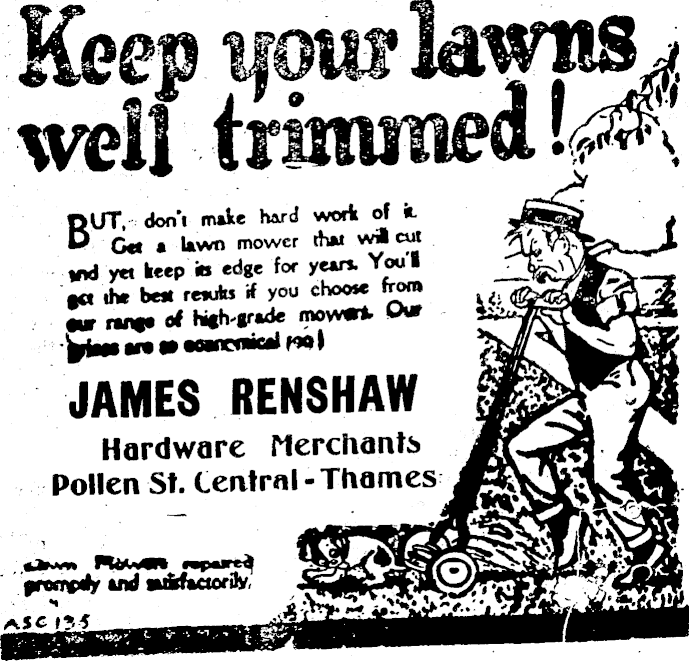 Keep your lawns
well trimmed!
BUT, don't make hard work of it.
Get a lawn mower that will cut
and yet keep its edge for years. You'll
get the best results if you choose from
our range of high-grade mowers. Our
prices are so economical too!
JAMES RENSHAW
Hardware Merchants
Pollen St. Central - Thames
Lawn Mowers repaired
promptly and satisfactorily.
ASC 135